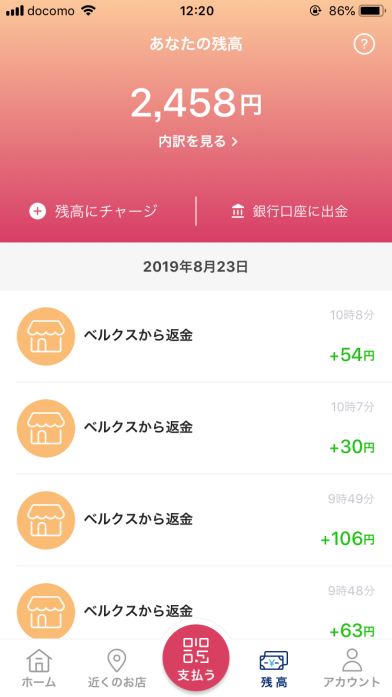 docomo 12:20 86%
あなたの残高 ?
2,458円
内訳を見る >
残高にチャージ 銀行口座に出金
2019年8月23日
10時8分
ベルクスから返金
+54円
10時7分
ベルクスから返金
+30円
9時49分
ベルクスから返金
+106円
9時48分
ベルクスから返金
+63円
ホーム 近くのお店 支払う 残高 アカウント